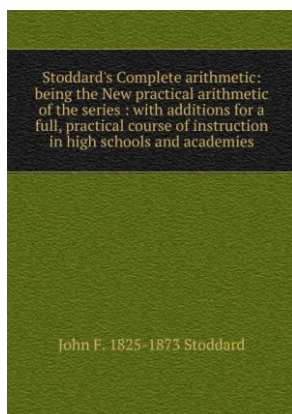 Stoddard's Complete arithmetic:
being the New practical arithmetic
of the series : with additions for a
full, practical course of instruction
in high schools and academies
John F. 1825-1873 Stoddard